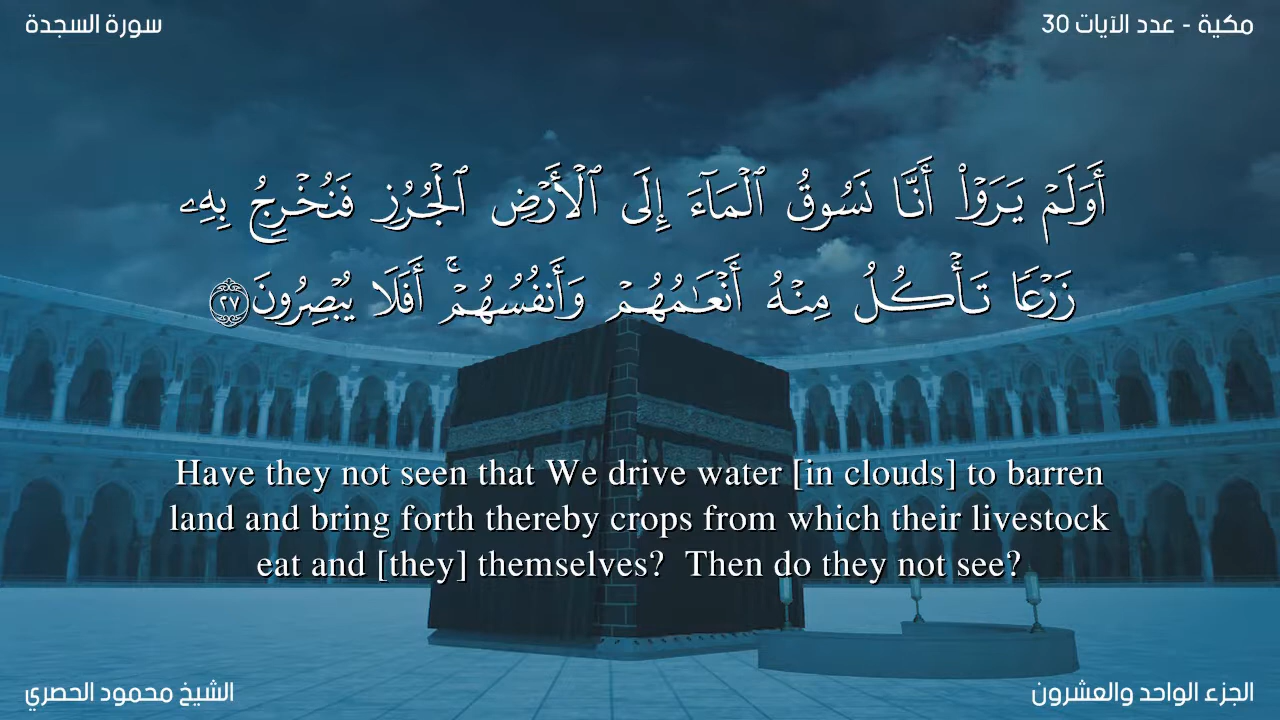 مكية - عدد الآيات 30
سورة السجدة
أَوَلَمْ يَرَوْا۟ أَنَّا نَسُوقُ ٱلْمَآءَ إِلَى ٱلْأَرْضِ ٱلْجُرُزِ فَنُخْرِجُ بِهِۦ
زَرْعًا تَأْكُلُ مِنْهُ أَنْعَـٰمُهُمْ وَأَنفُسُهُمْ ۖ أَفَلَا يُبْصِرُونَ ٢٧
Have they not seen that We drive water [in clouds] to barren
land and bring forth thereby crops from which their livestock
eat and [they] themselves? Then do they not see?
الجزء الواحد والعشرون
الشيخ محمود الحصري